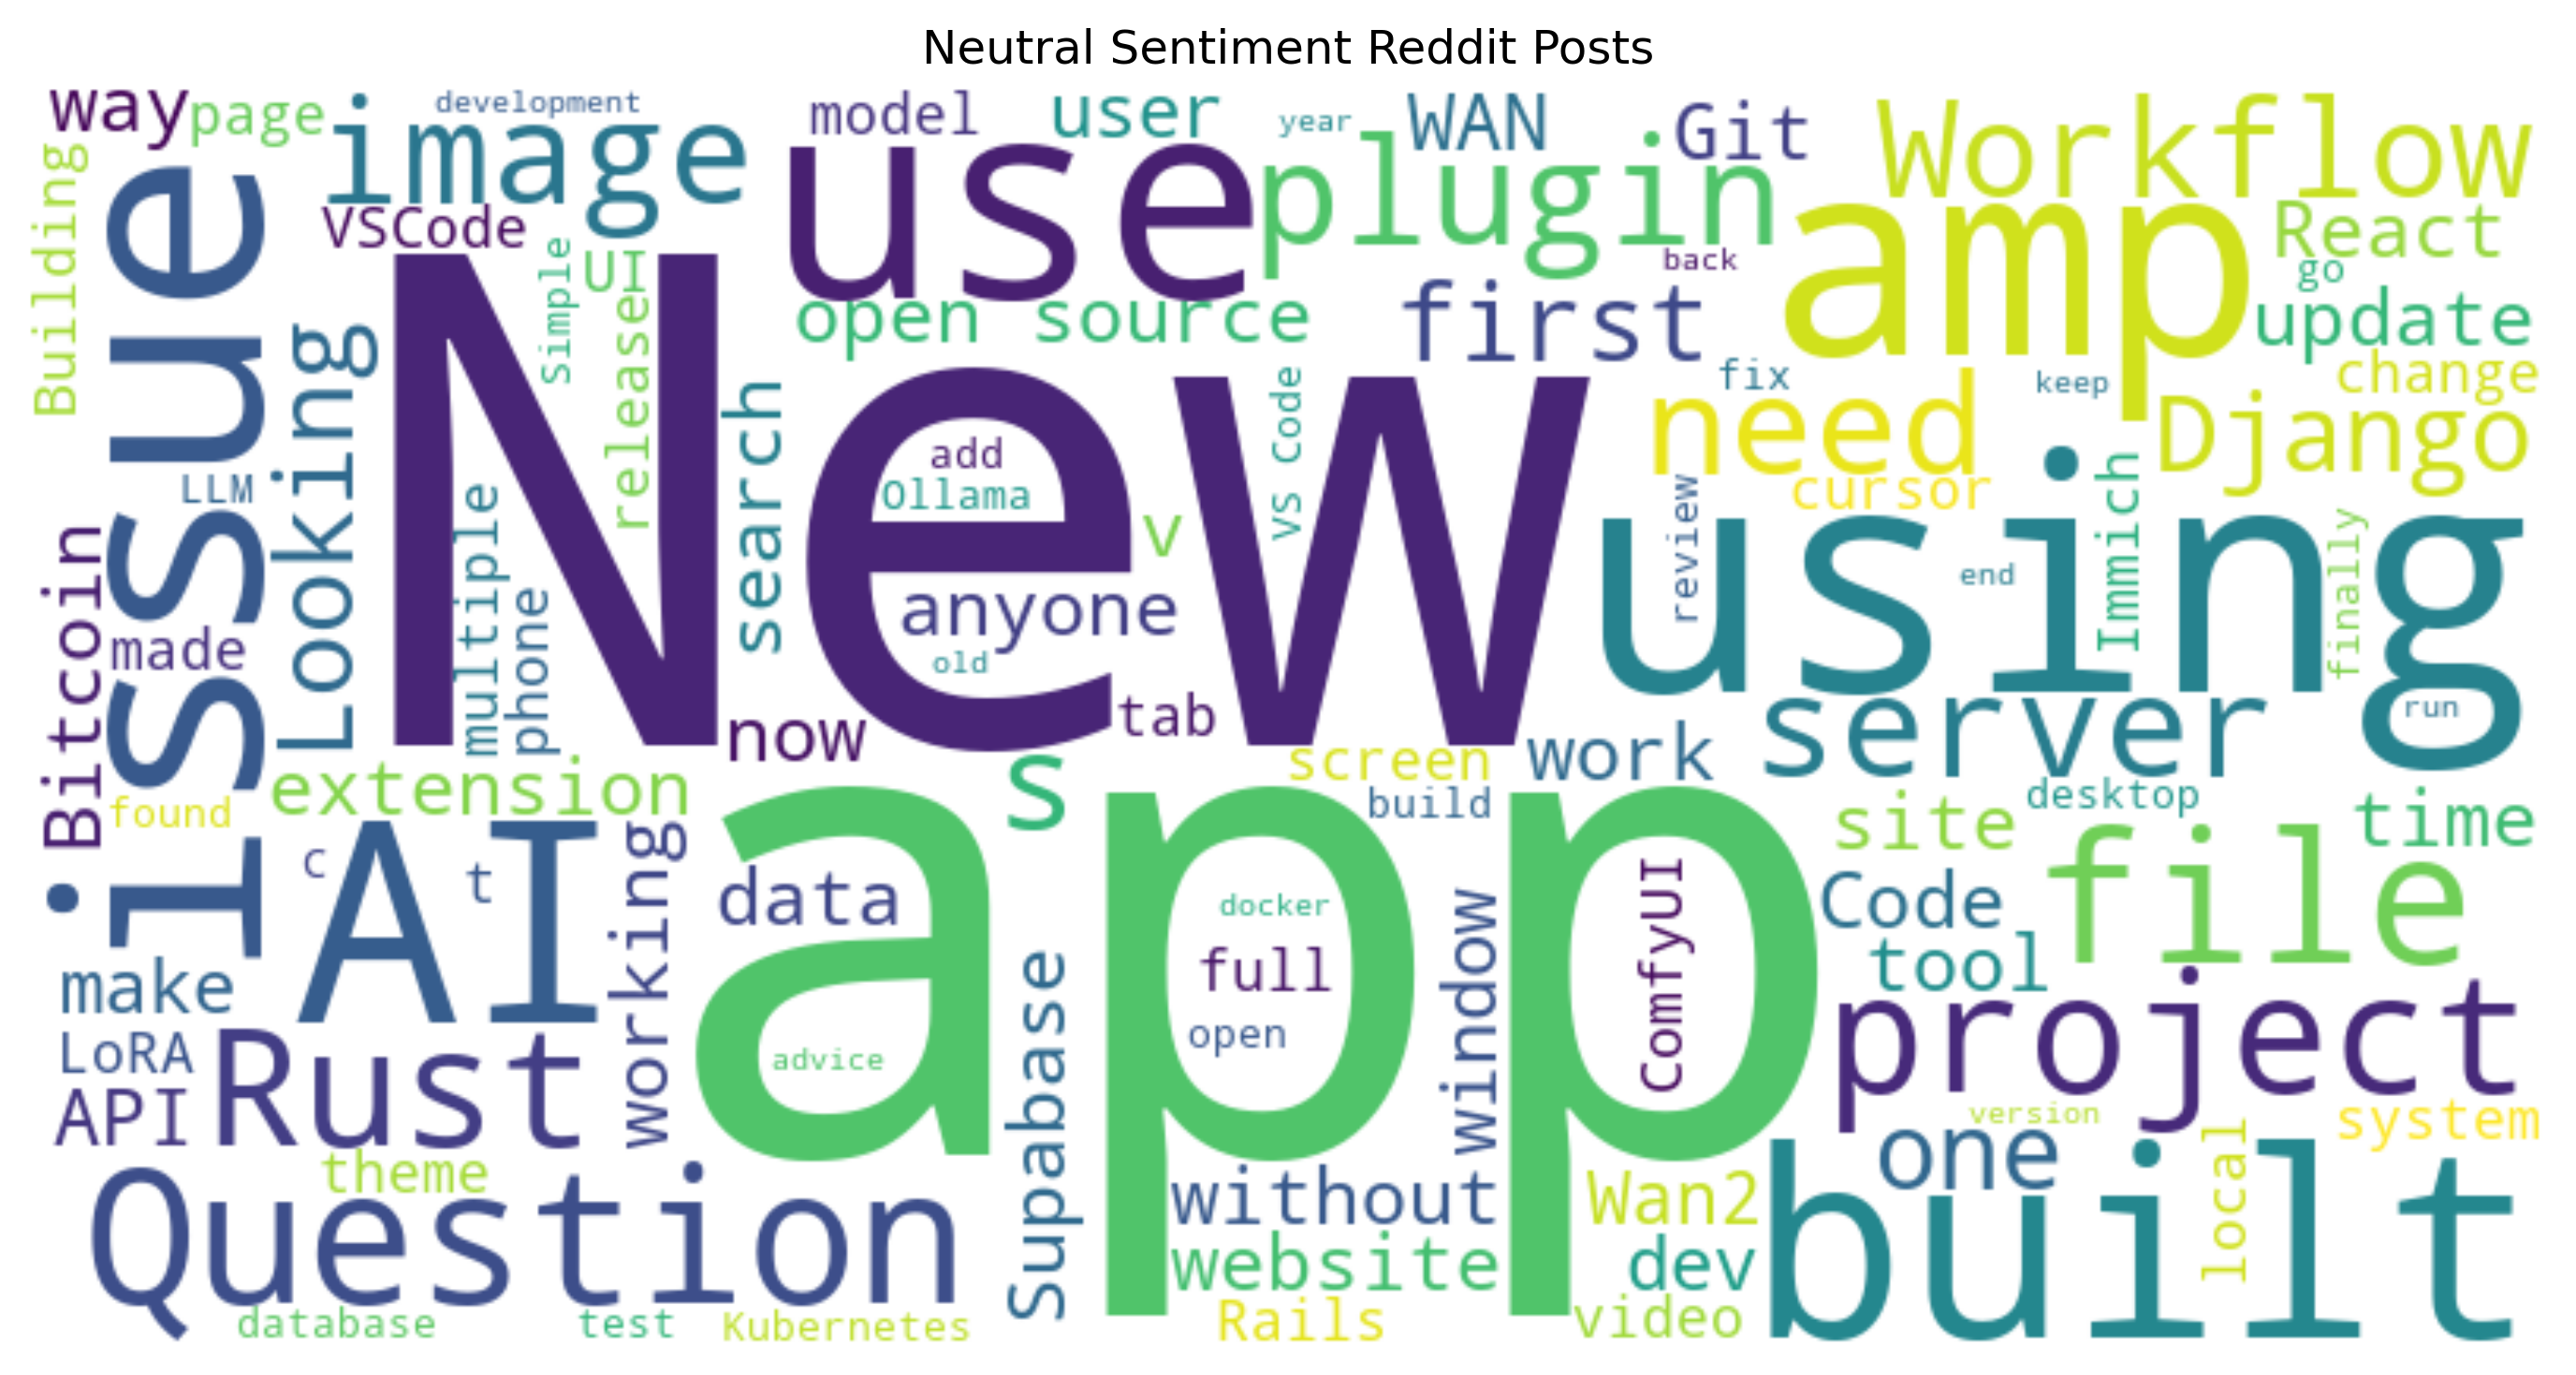 Neutral Sentiment Reddit Posts
way
page
development
image
model
user
year
WAN
Git
Workflow
Building
issue
VSCode
Simple
UI
use
plugin
back
amp
React
go
update
release
open source
first
fix
keep
change
Looking
New
search
add
Ollama
v
VS Code
need
cursor
Django
LLM
multiple
phone
anyone
old
review
using
end
Immich
finally
run
Bitcoin
made
now
tab
work
server
found
extension
s
screen
build
site
desktop
time
C
AI
t
working
data
app
docker
full
open
advice
window
ComfyUI
Code
tool
file
make
LoRA
API
Rust
Supabase
project
version
system
theme
Question
without
website
Wan2
dev
one
local
built
database
test
Kubernetes
Rails
video